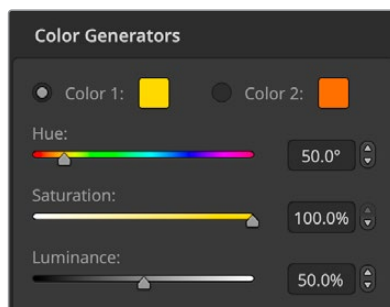 Color Generators
Color 1: Color 2:
Hue:
50.0°
Saturation:
100.0%
Luminance:
50.0%